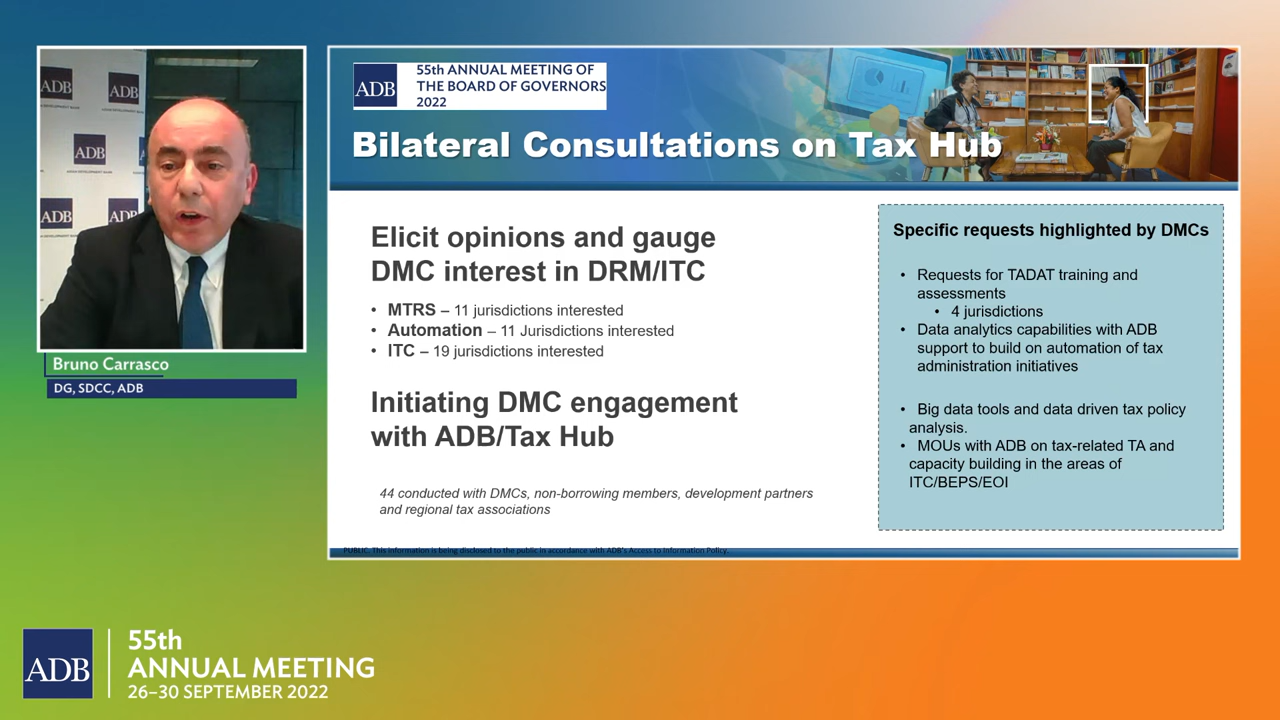 ADB
ADB
ADB
ADB
ADB
Bruno Carrasco
DG, SDCC, ADB
ADB
55th ANNUAL MEETING OF
THE BOARD OF GOVERNORS
2022
Bilateral Consultations on Tax Hub
Elicit opinions and gauge
DMC interest in DRM/ITC
• MTRS – 11 jurisdictions interested
• Automation – 11 Jurisdictions interested
• ITC – 19 jurisdictions interested
Initiating DMC engagement
with ADB/Tax Hub
44 conducted with DMCs, non-borrowing members, development partners
and regional tax associations
Specific requests highlighted by DMCs
• Requests for TADAT training and
assessments
• 4 jurisdictions
• Data analytics capabilities with ADB
support to build on automation of tax
administration initiatives
• Big data tools and data driven tax policy
analysis.
• MOUs with ADB on tax-related TA and
capacity building in the areas of
ITC/BEPS/EOI
PUBLIC. This information is being disclosed to the public in accordance with ADB's Access to Information Policy.
ADB
55th
ANNUAL MEETING
26–30 SEPTEMBER 2022